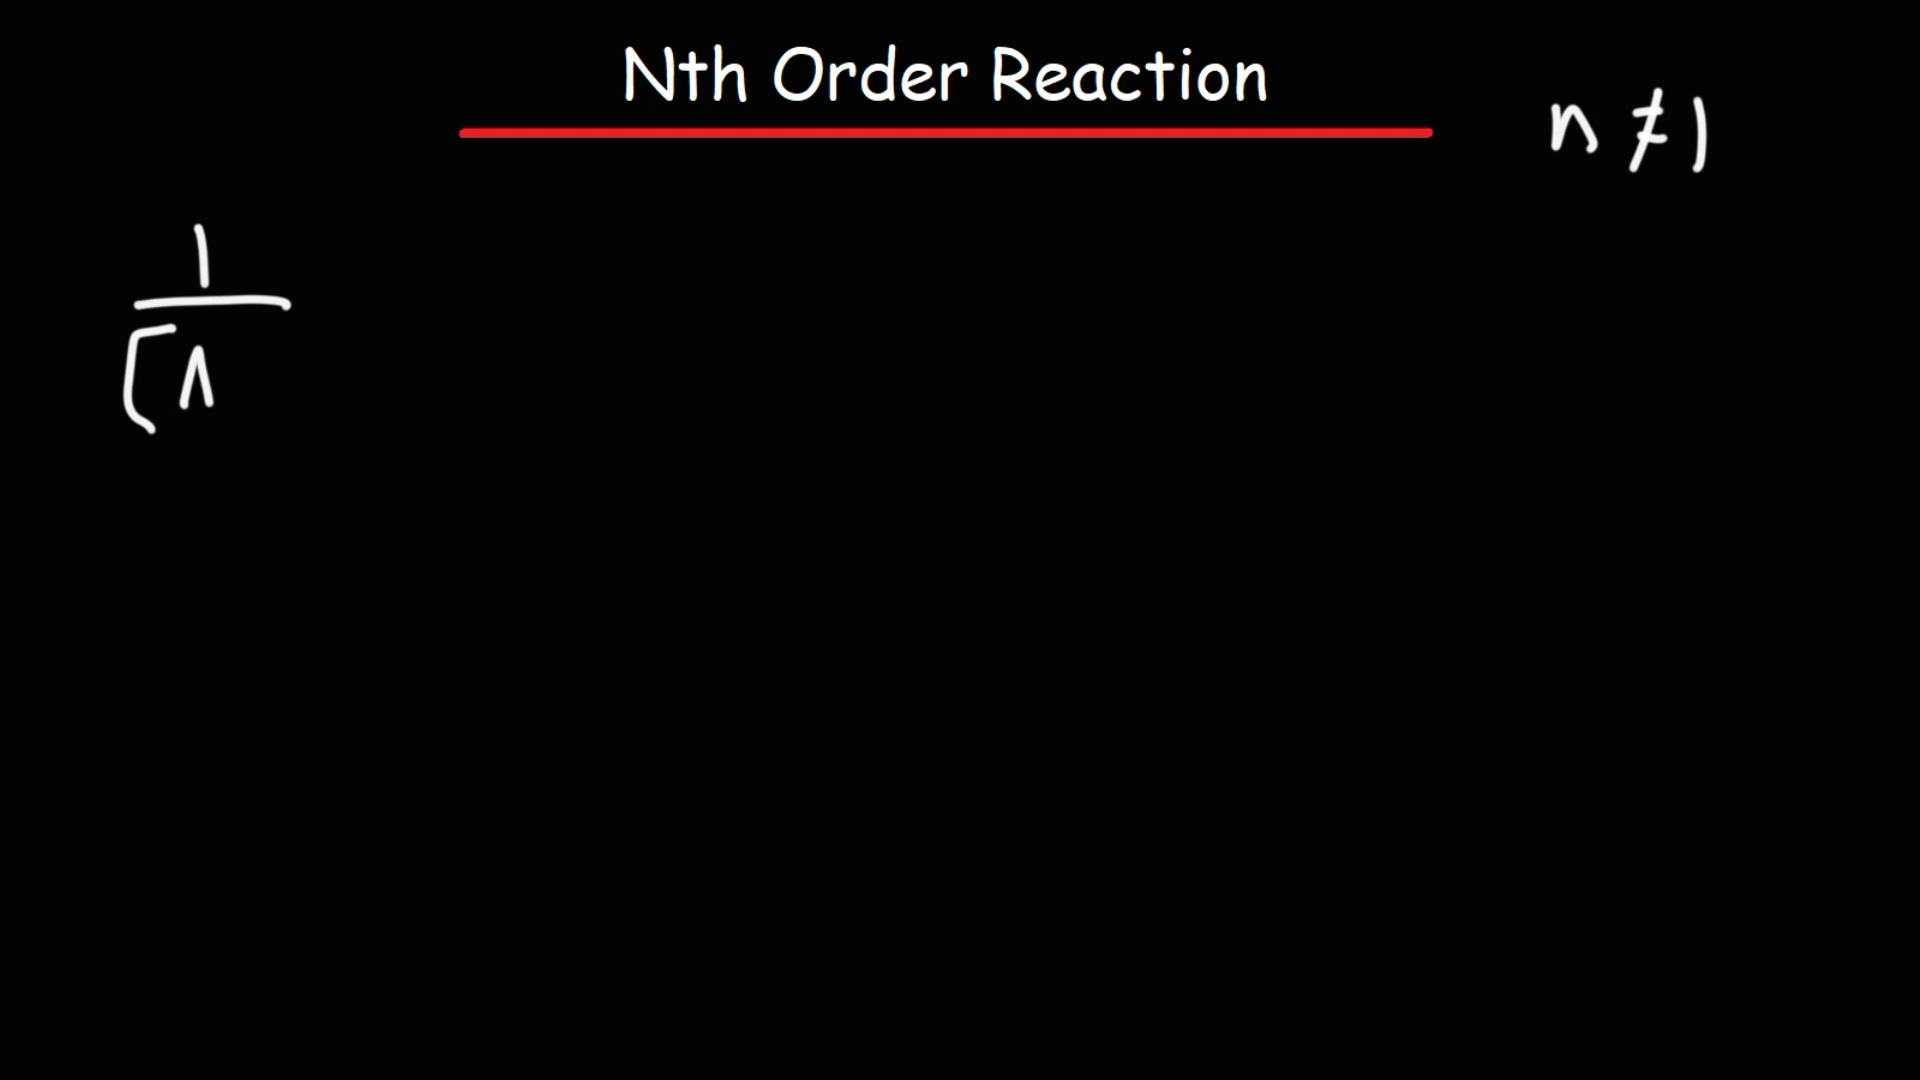 Nth Order Reaction
n ≠ 1
1
[